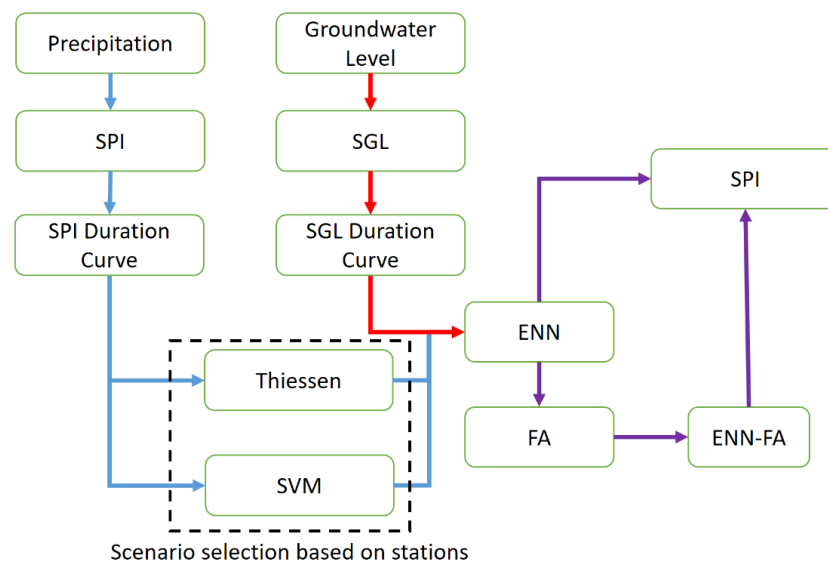 Precipitation
Groundwater
Level
SPI
SGL
SPI
SPI Duration
Curve
SGL Duration
Curve
ENN
Thiessen
FA
ENN-FA
SVM
Scenario selection based on stations